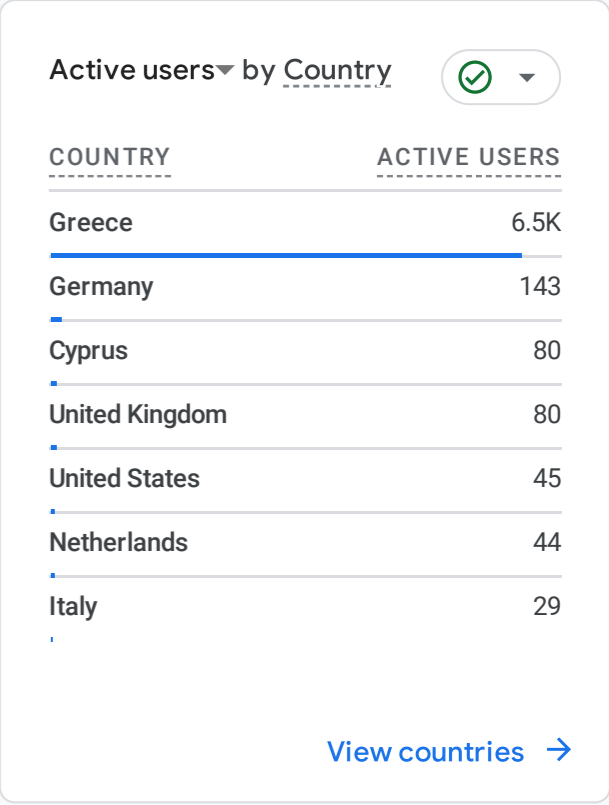 Active users by Country
COUNTRY ACTIVE USERS
Greece 6.5K
Germany 143
Cyprus 80
United Kingdom 80
United States 45
Netherlands 44
Italy 29
View countries